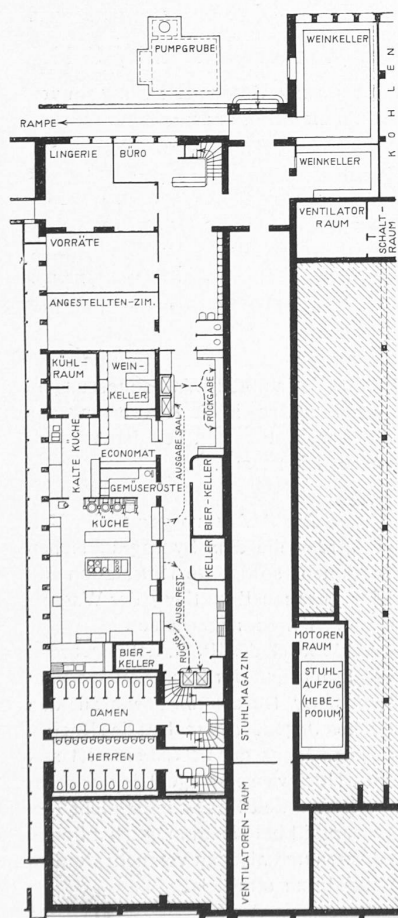 PUMPGRUBE
WEINKELLER
KOHLEN
RAMPE
LINGERIE
BÜRO
WEINKELLER
VENTILATOR
RAUM
SCHALT-
RAUM
VORRÄTE
ANGESTELLTEN-ZIM.
KÜHL-
RAUM
WEIN-
KELLER
RÜCKGABE
AUSGABE SAAL
KALTE KÜCHE
ECONOMAT
GEMÜSERÜSTE
BIER-KELLER
KÜCHE
KELLER
AUSG. REST.
RÜCKG.
BIER-
KELLER
STUHLMAGAZIN
MOTOREN
RAUM
STUHL-
AUFZUG
(HEBE-
PODIUM)
DAMEN
HERREN
VENTILATOREN-RAUM